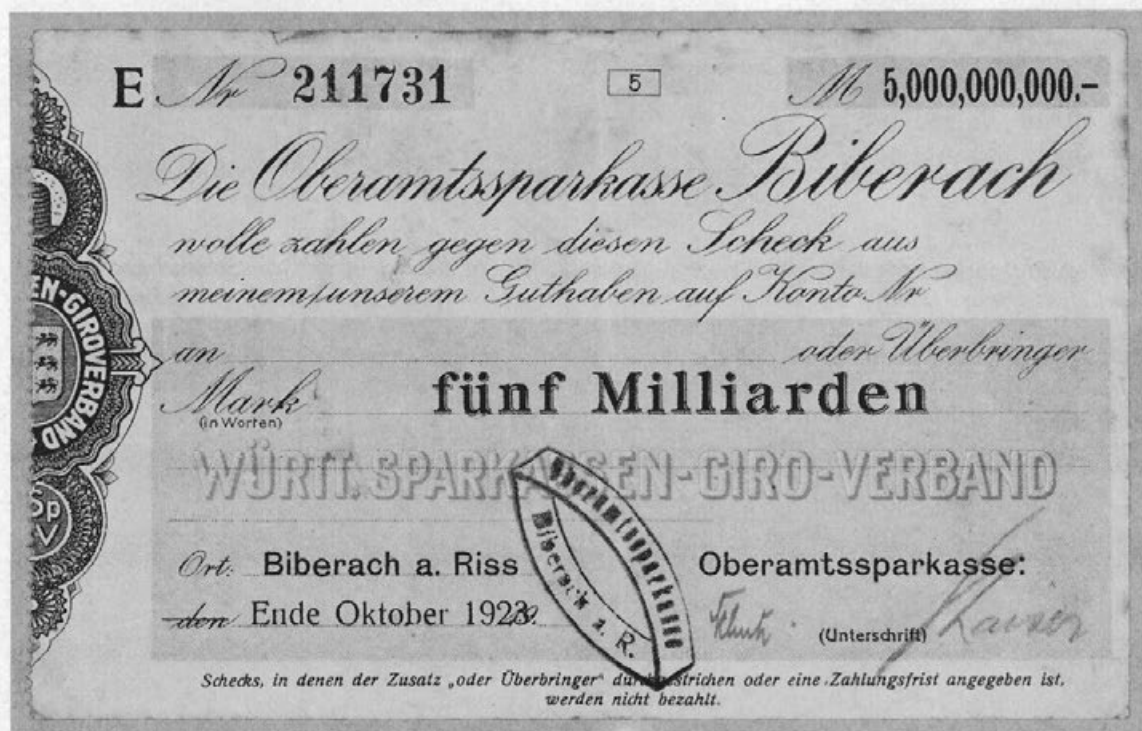 E Nr 211731 5 M 5,000,000,000.-
Die Oberamtssparkasse Biberach
wolle zahlen gegen diesen Scheck aus
meinem/unserem Guthaben auf Konto Nr
an oder Überbringer
Mark fünf Milliarden
(in Worten)
WÜRTT. SPARKASSEN-GIRO-VERBAND
Ort: Biberach a. Riss Oberamtssparkasse:
den Ende Oktober 1923.
(Unterschrift)
Schecks, in denen der Zusatz „oder Überbringer“ durchstrichen oder eine Zahlungsfrist angegeben ist,
werden nicht bezahlt.
Oberamtssparkasse
Biberach a. R.
EN-GIROVERBAND
Sp
V